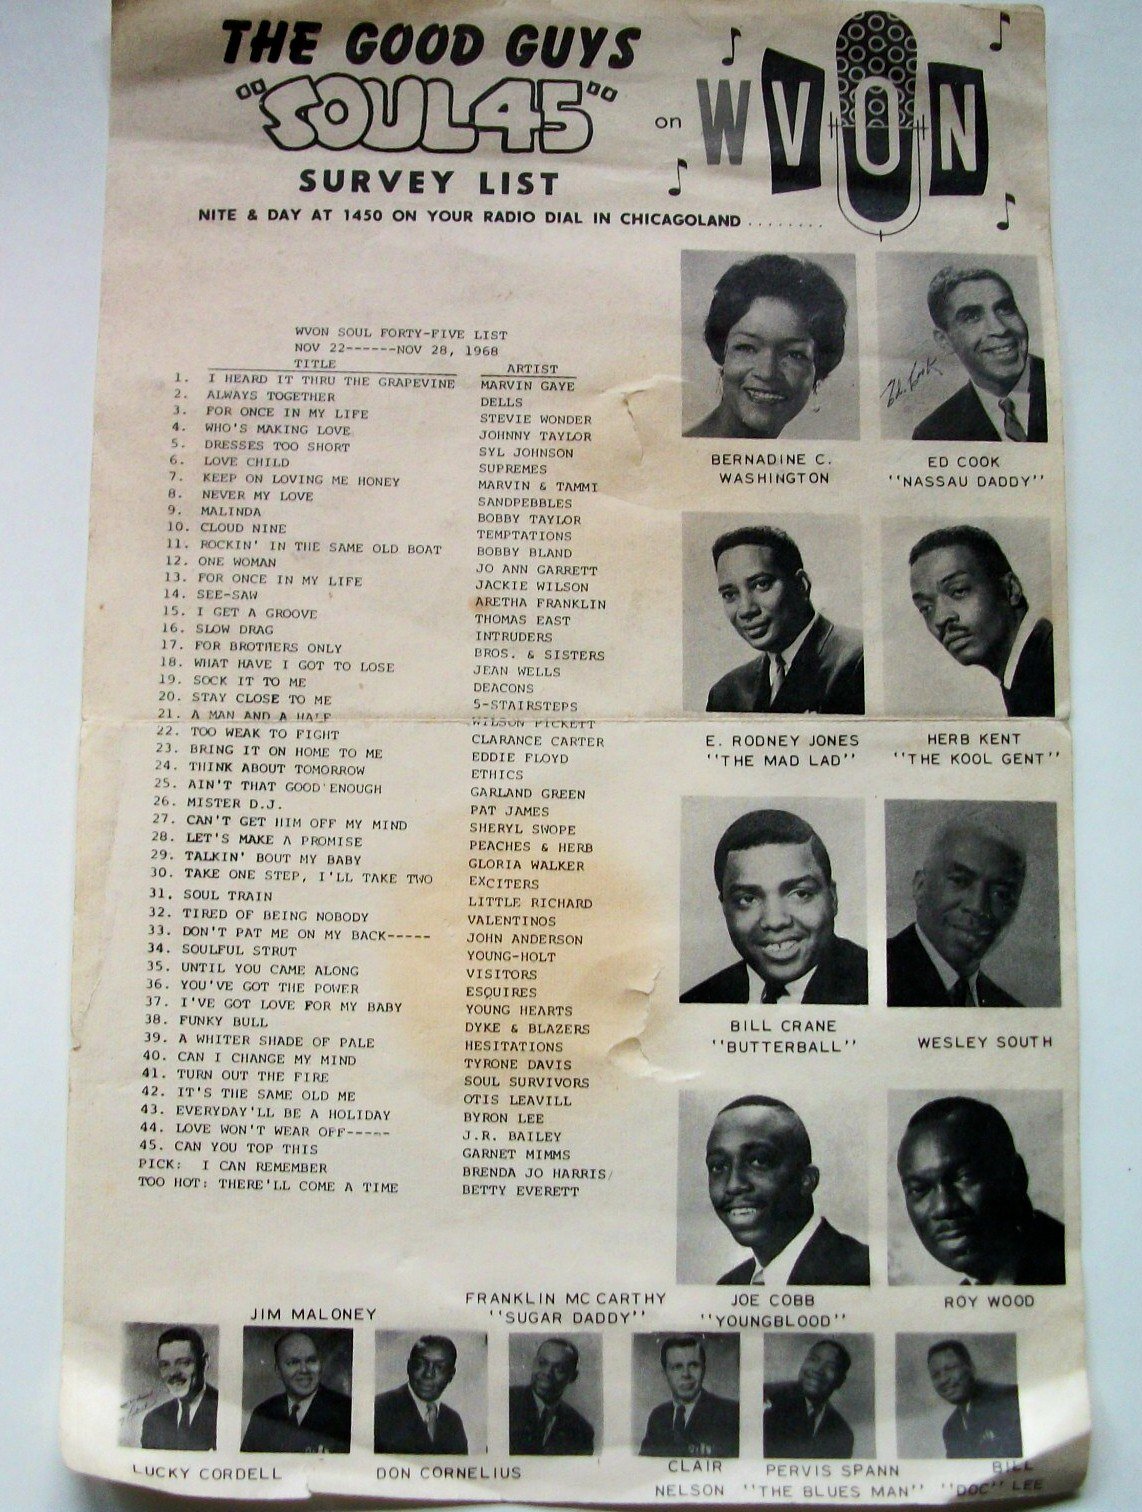 THE GOOD GUYS
"SOUL 45"
on WVON
SURVEY LIST
NITE & DAY AT 1450 ON YOUR RADIO DIAL IN CHICAGOLAND ........
WVON SOUL FORTY-FIVE LIST
NOV 22------NOV 28, 1968
TITLE ARTIST
1. I HEARD IT THRU THE GRAPEVINE MARVIN GAYE
2. ALWAYS TOGETHER DELLS
3. FOR ONCE IN MY LIFE STEVIE WONDER
4. WHO'S MAKING LOVE JOHNNY TAYLOR
5. DRESSES TOO SHORT SYL JOHNSON
6. LOVE CHILD SUPREMES
7. KEEP ON LOVING ME HONEY MARVIN & TAMMI
8. NEVER MY LOVE SANDPEBBLES
9. MALINDA BOBBY TAYLOR
10. CLOUD NINE TEMPTATIONS
11. ROCKIN' IN THE SAME OLD BOAT BOBBY BLAND
12. ONE WOMAN JO ANN GARRETT
13. FOR ONCE IN MY LIFE JACKIE WILSON
14. SEE-SAW ARETHA FRANKLIN
15. I GET A GROOVE THOMAS EAST
16. SLOW DRAG INTRUDERS
17. FOR BROTHERS ONLY BROS. & SISTERS
18. WHAT HAVE I GOT TO LOSE JEAN WELLS
19. SOCK IT TO ME DEACONS
20. STAY CLOSE TO ME 5-STAIRSTEPS
21. A MAN AND A HALF WILSON PICKETT
22. TOO WEAK TO FIGHT CLARANCE CARTER
23. BRING IT ON HOME TO ME EDDIE FLOYD
24. THINK ABOUT TOMORROW ETHICS
25. AIN'T THAT GOOD ENOUGH GARLAND GREEN
26. MISTER D.J. PAT JAMES
27. CAN'T GET HIM OFF MY MIND SHERYL SWOPE
28. LET'S MAKE A PROMISE PEACHES & HERB
29. TALKIN' BOUT MY BABY GLORIA WALKER
30. TAKE ONE STEP, I'LL TAKE TWO EXCITERS
31. SOUL TRAIN LITTLE RICHARD
32. TIRED OF BEING NOBODY VALENTINOS
33. DON'T PAT ME ON MY BACK----- JOHN ANDERSON
34. SOULFUL STRUT YOUNG-HOLT
35. UNTIL YOU CAME ALONG VISITORS
36. YOU'VE GOT THE POWER ESQUIRES
37. I'VE GOT LOVE FOR MY BABY YOUNG HEARTS
38. FUNKY BULL DYKE & BLAZERS
39. A WHITER SHADE OF PALE HESITATIONS
40. CAN I CHANGE MY MIND TYRONE DAVIS
41. TURN OUT THE FIRE SOUL SURVIVORS
42. IT'S THE SAME OLD ME OTIS LEAVILL
43. EVERYDAY'LL BE A HOLIDAY BYRON LEE
44. LOVE WON'T WEAR OFF----- J.R. BAILEY
45. CAN YOU TOP THIS GARNET MIMMS
PICK: I CAN REMEMBER BRENDA JO HARRIS/
TOO HOT: THERE'LL COME A TIME BETTY EVERETT
Ed Cook
BERNADINE C. WASHINGTON
ED COOK
"NASSAU DADDY"
E. RODNEY JONES
"THE MAD LAD"
HERB KENT
"THE KOOL GENT"
BILL CRANE
"BUTTERBALL"
WESLEY SOUTH
JOE COBB
"YOUNGBLOOD"
ROY WOOD
JIM MALONEY
FRANKLIN MC CARTHY
"SUGAR DADDY"
LUCKY CORDELL
DON CORNELIUS
CLAIR NELSON
PERVIS SPANN
"THE BLUES MAN"
BILL
"DOC" LEE